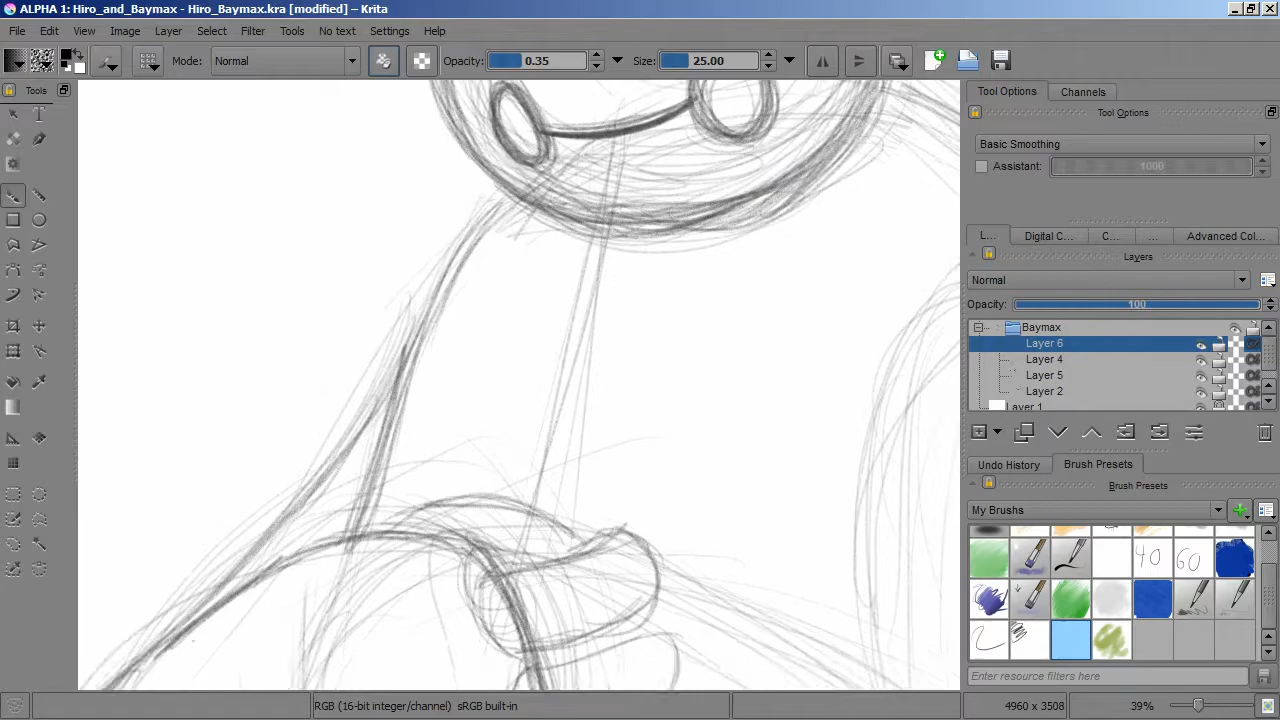 ALPHA 1: Hiro_and_Baymax - Hiro_Baymax.kra [modified] – Krita
File Edit View Image Layer Select Filter Tools No text Settings Help
Mode: Normal Opacity: 0.35 Size: 25.00
Tools
Tool Options Channels
Tool Options
Basic Smoothing
Assistant: 1000
L... Digital C... C... ... Advanced Col...
Layers
Normal
Opacity: 100
Baymax
Layer 6
Layer 4
Layer 5
Layer 2
Layer 1
Undo History Brush Presets
Brush Presets
My Brushes
40 60
Enter resource filters here
RGB (16-bit integer/channel) sRGB built-in 4960 x 3508 39%